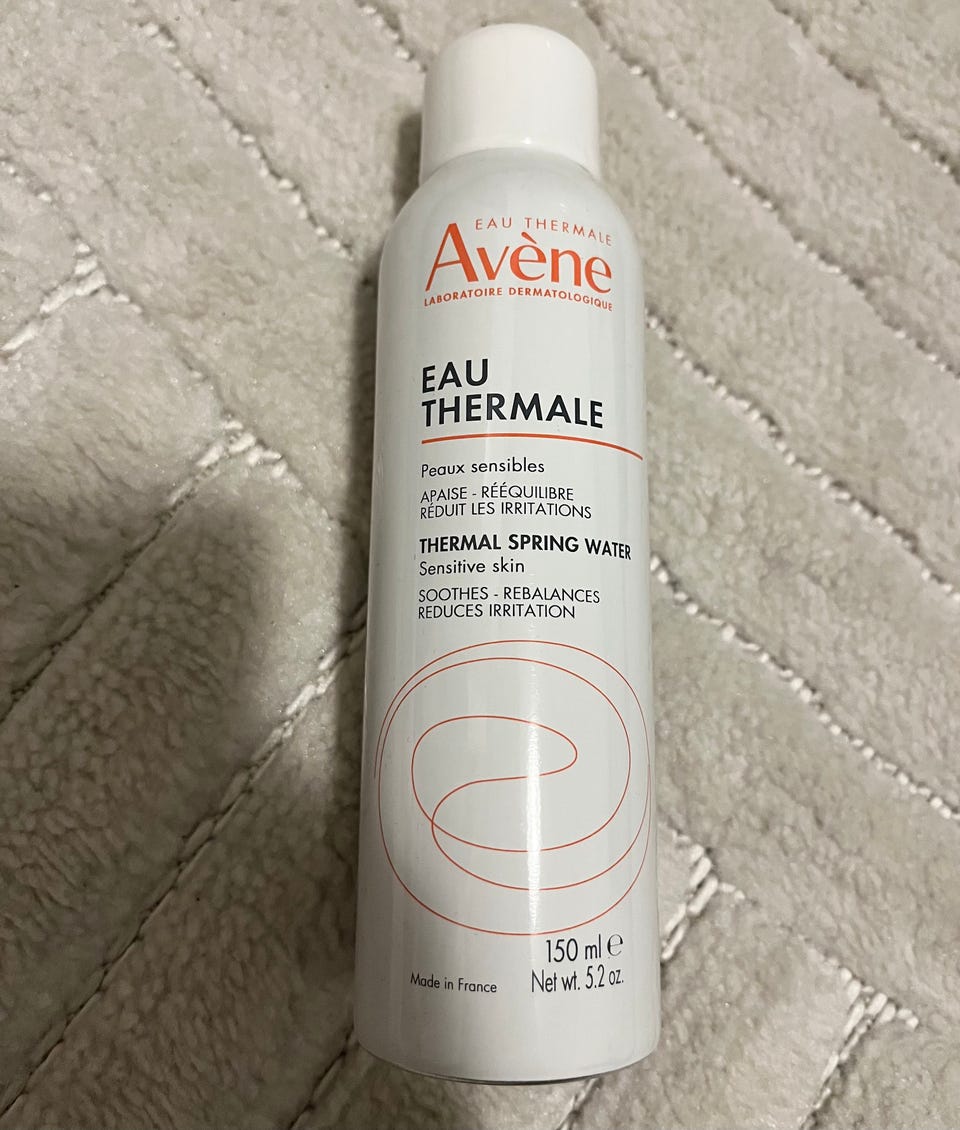 EAU THERMALE
Avène
LABORATOIRE DERMATOLOGIQUE
EAU
THERMALE
Peaux sensibles
APAISE - RÉÉQUILIBRE
RÉDUIT LES IRRITATIONS
THERMAL SPRING WATER
Sensitive skin
SOOTHES - REBALANCES
REDUCES IRRITATION
150 ml ℮
Made in France Net wt. 5.2 oz.